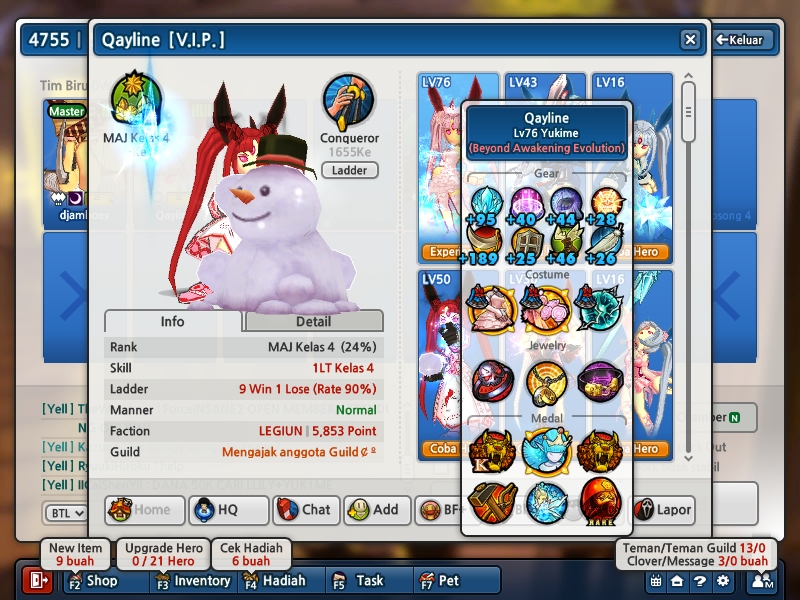 4755
Qayline [V.I.P.]
Keluar
Tim Biru
Master
MAJ Kelas 4
Conqueror
1655Ke
Ladder
LV76
LV43
LV16
Qayline
Lv76 Yukime
(Beyond Awakening Evolution)
Gear
+95
+40
+44
+28
+189
+25
+46
+26
Costume
Jewelry
Medal
K
RARE
LV50
LV16
Coba
Hero
Hero
Info
Detail
Rank
MAJ Kelas 4 (24%)
Skill
1LT Kelas 4
Ladder
9 Win 1 Lose (Rate 90%)
Manner
Normal
Faction
LEGIUN | 5,853 Point
Guild
Mengajak anggota Guild ¢ º
[Yell]
[Yell]
[Yell]
[Yell]
BTL
Home
HQ
Chat
Add
Lapor
N
New Item
9 buah
Upgrade Hero
0 / 21 Hero
Cek Hadiah
6 buah
Teman/Teman Guild 13/0
Clover/Message 3/0 buah
F2 Shop
F3 Inventory
F4 Hadiah
F5 Task
F7 Pet
?
M